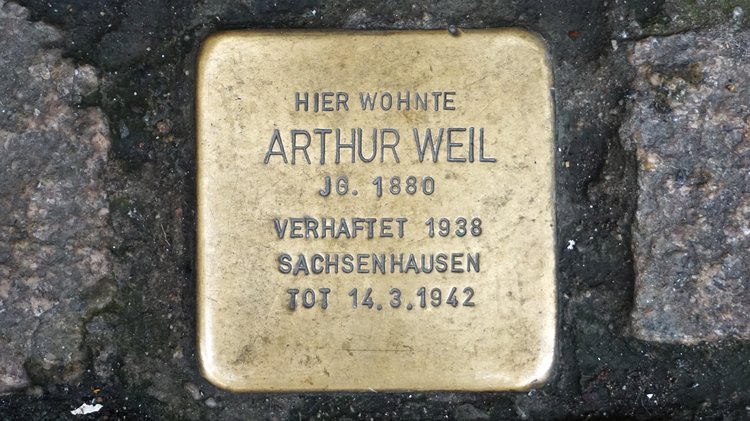 HIER WOHNTE
ARTHUR WEIL
JG. 1880
VERHAFTET 1938
SACHSENHAUSEN
TOT 14.3.1942